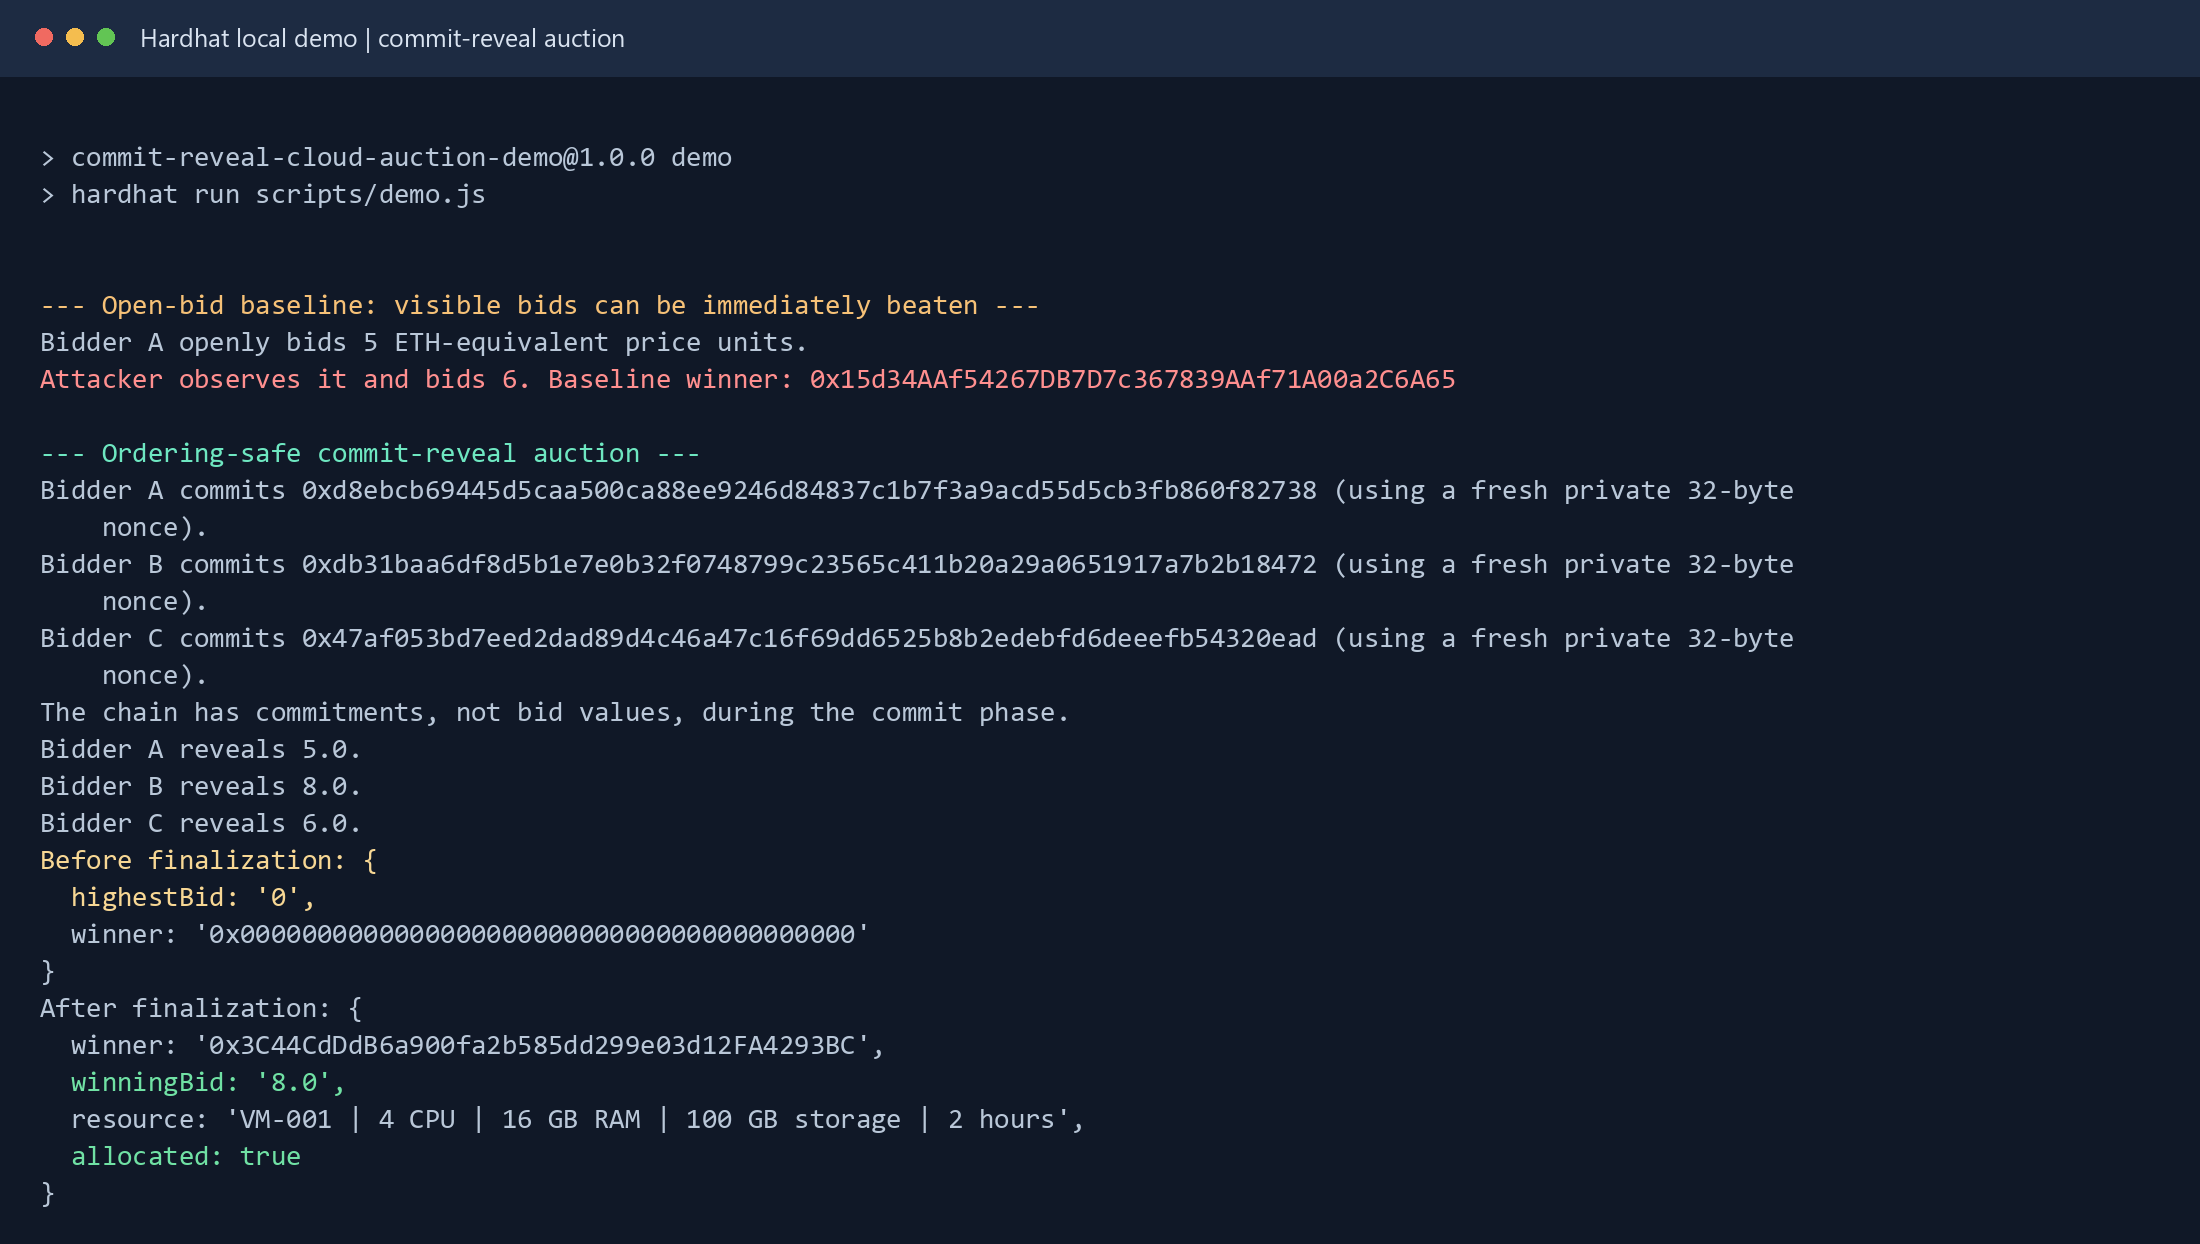 Hardhat local demo | commit-reveal auction
> commit-reveal-cloud-auction-demo@1.0.0 demo
> hardhat run scripts/demo.js
--- Open-bid baseline: visible bids can be immediately beaten ---
Bidder A openly bids 5 ETH-equivalent price units.
Attacker observes it and bids 6. Baseline winner: 0x15d34AAf54267DB7D7c367839AAf71A00a2C6A65
--- Ordering-safe commit-reveal auction ---
Bidder A commits 0xd8ebcb69445d5caa500ca88ee9246d84837c1b7f3a9acd55d5cb3fb860f82738 (using a fresh private 32-byte
nonce).
Bidder B commits 0xdb31baa6df8d5b1e7e0b32f0748799c23565c411b20a29a0651917a7b2b18472 (using a fresh private 32-byte
nonce).
Bidder C commits 0x47af053bd7eed2dad89d4c46a47c16f69dd6525b8b2edebfd6deeefb54320ead (using a fresh private 32-byte
nonce).
The chain has commitments, not bid values, during the commit phase.
Bidder A reveals 5.0.
Bidder B reveals 8.0.
Bidder C reveals 6.0.
Before finalization: {
highestBid: '0',
winner: '0x0000000000000000000000000000000000000000'
}
After finalization: {
winner: '0x3C44CdDdB6a900fa2b585dd299e03d12FA4293BC',
winningBid: '8.0',
resource: 'VM-001 | 4 CPU | 16 GB RAM | 100 GB storage | 2 hours',
allocated: true
}